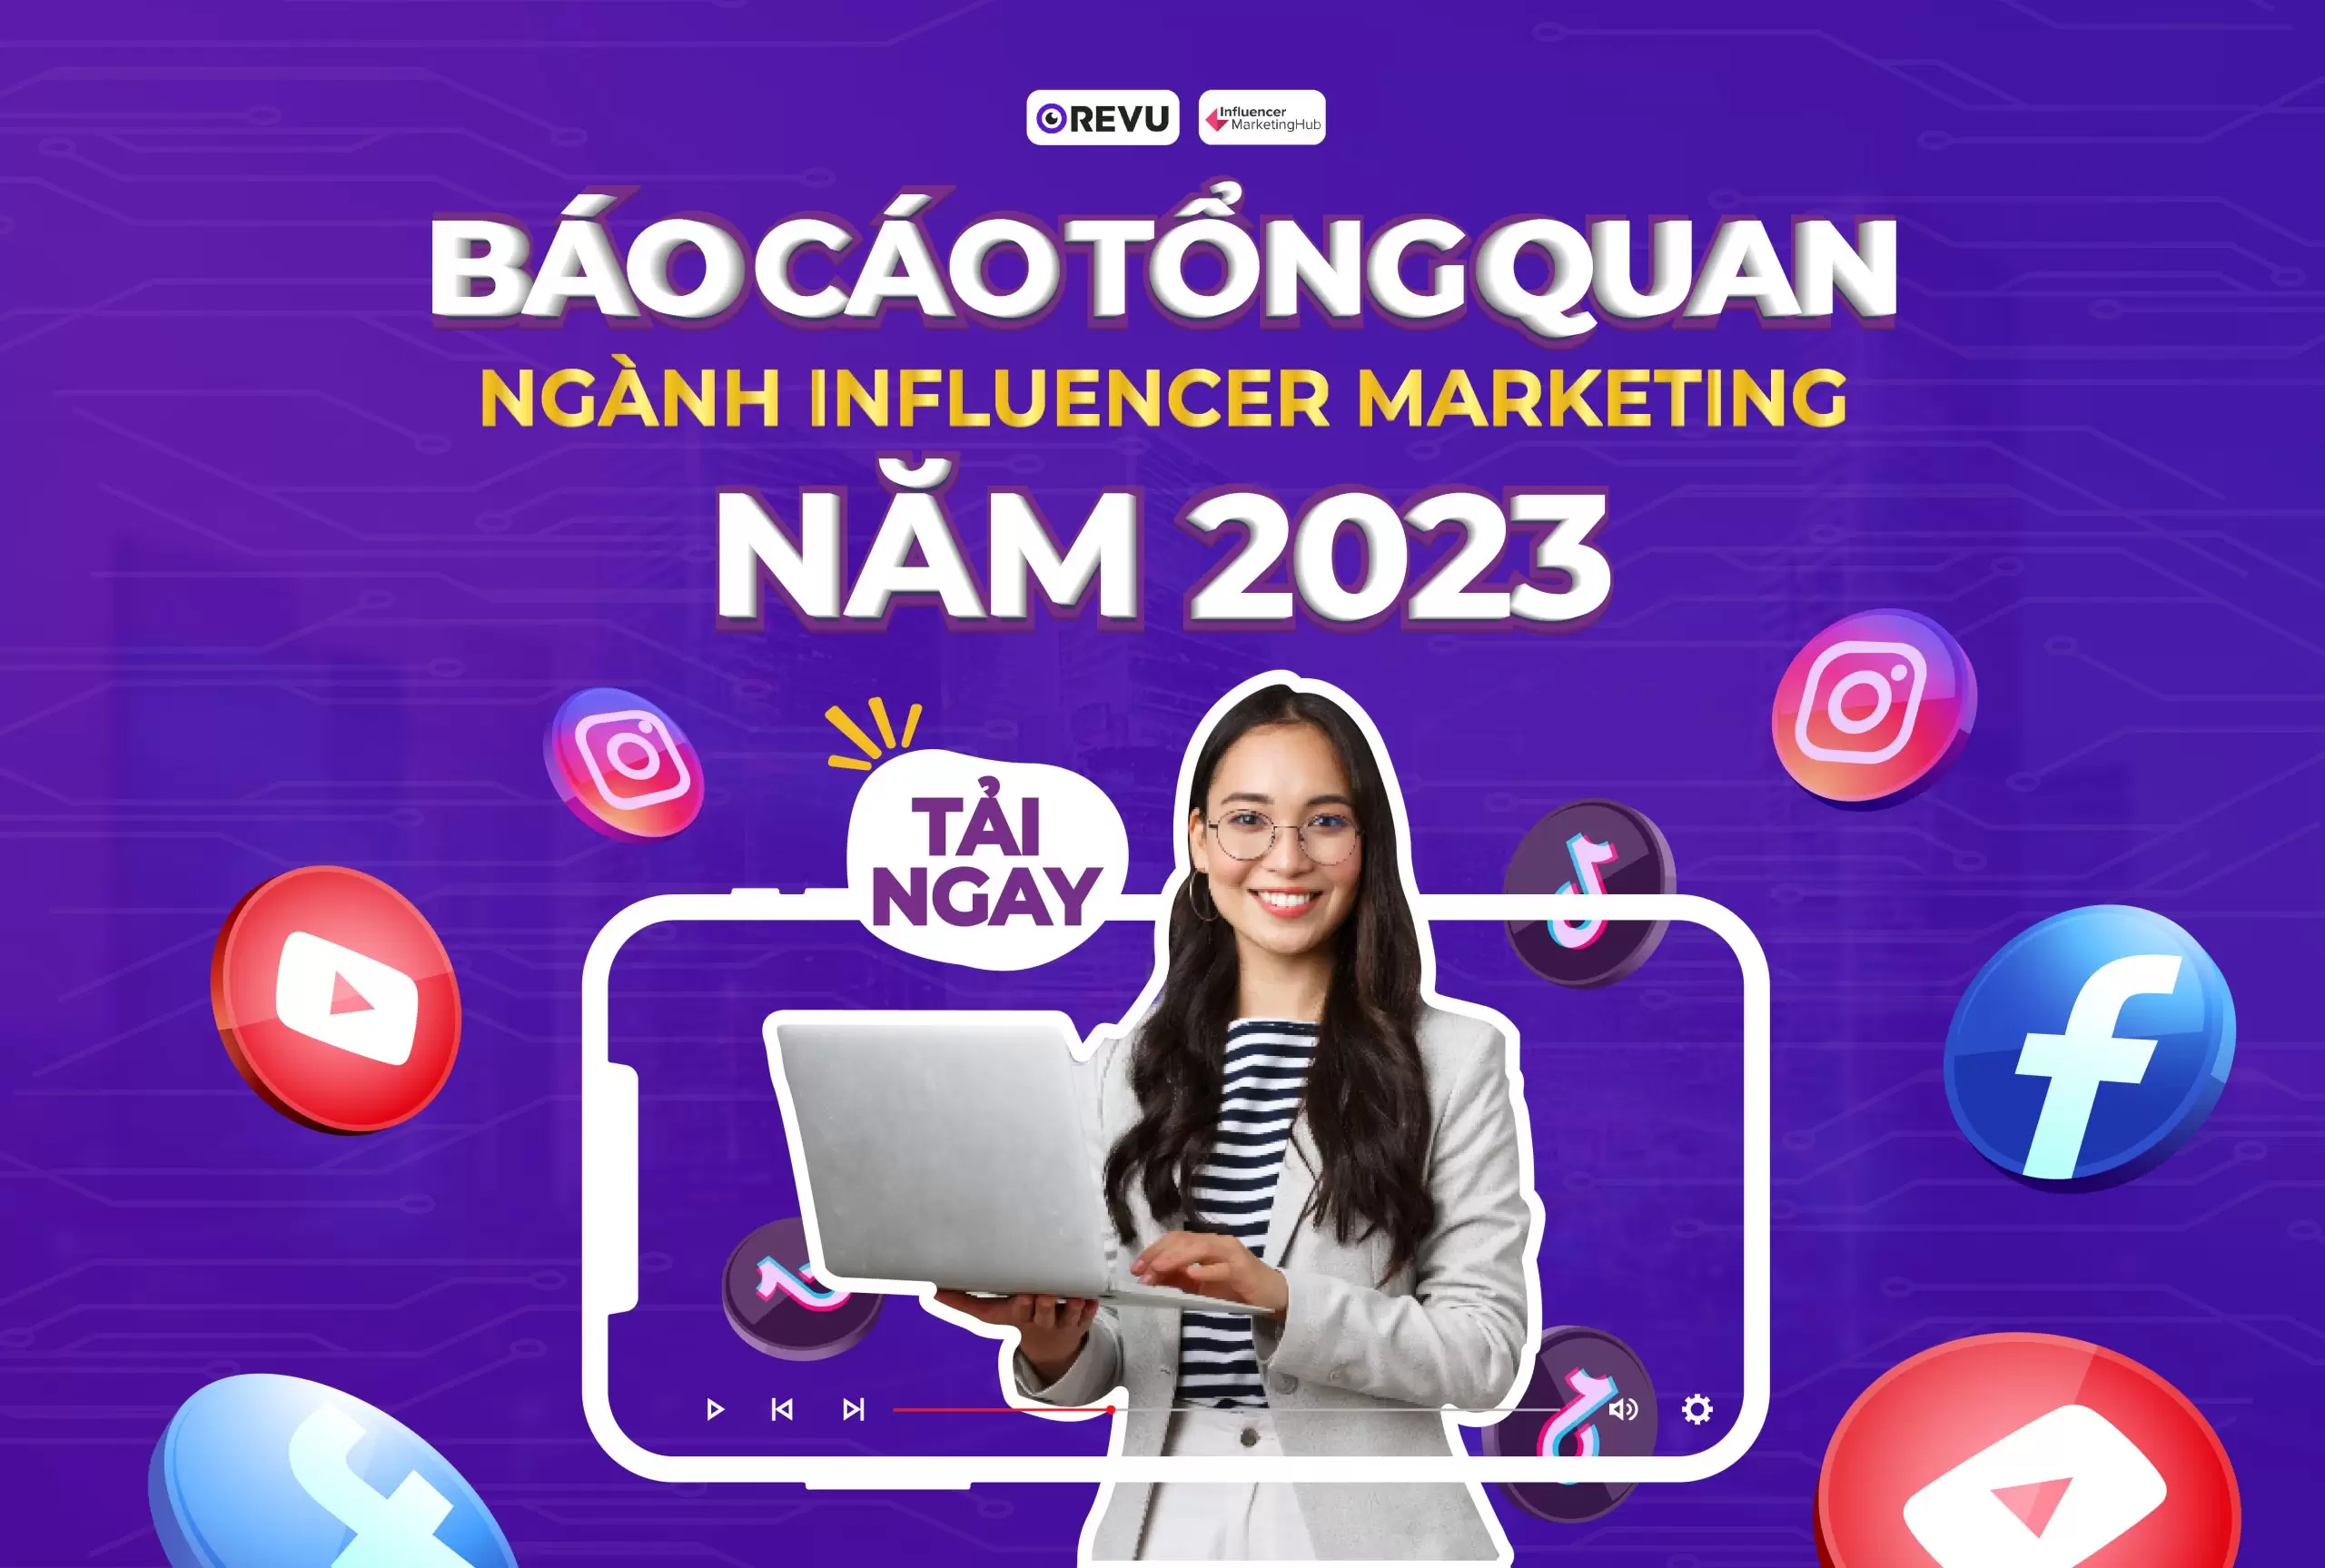 REVU
Influencer
MarketingHub
BÁO CÁO TỔNG QUAN
NGÀNH INFLUENCER MARKETING
NĂM 2023
TẢI
NGAY